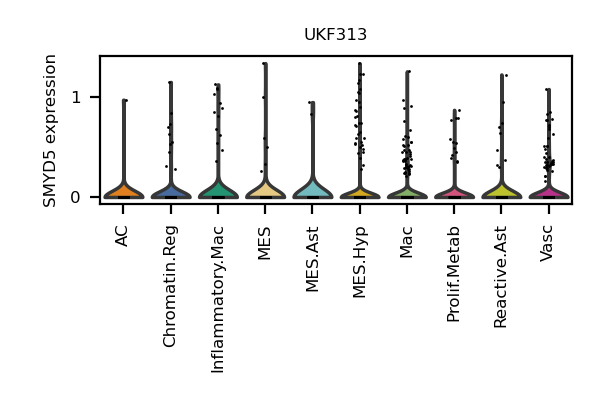 UKF313
SMYD5 expression
1
0
AC
Chromatin.Reg
Inflammatory.Mac
MES
MES.Ast
MES.Hyp
Mac
Prolif.Metab
Reactive.Ast
Vasc